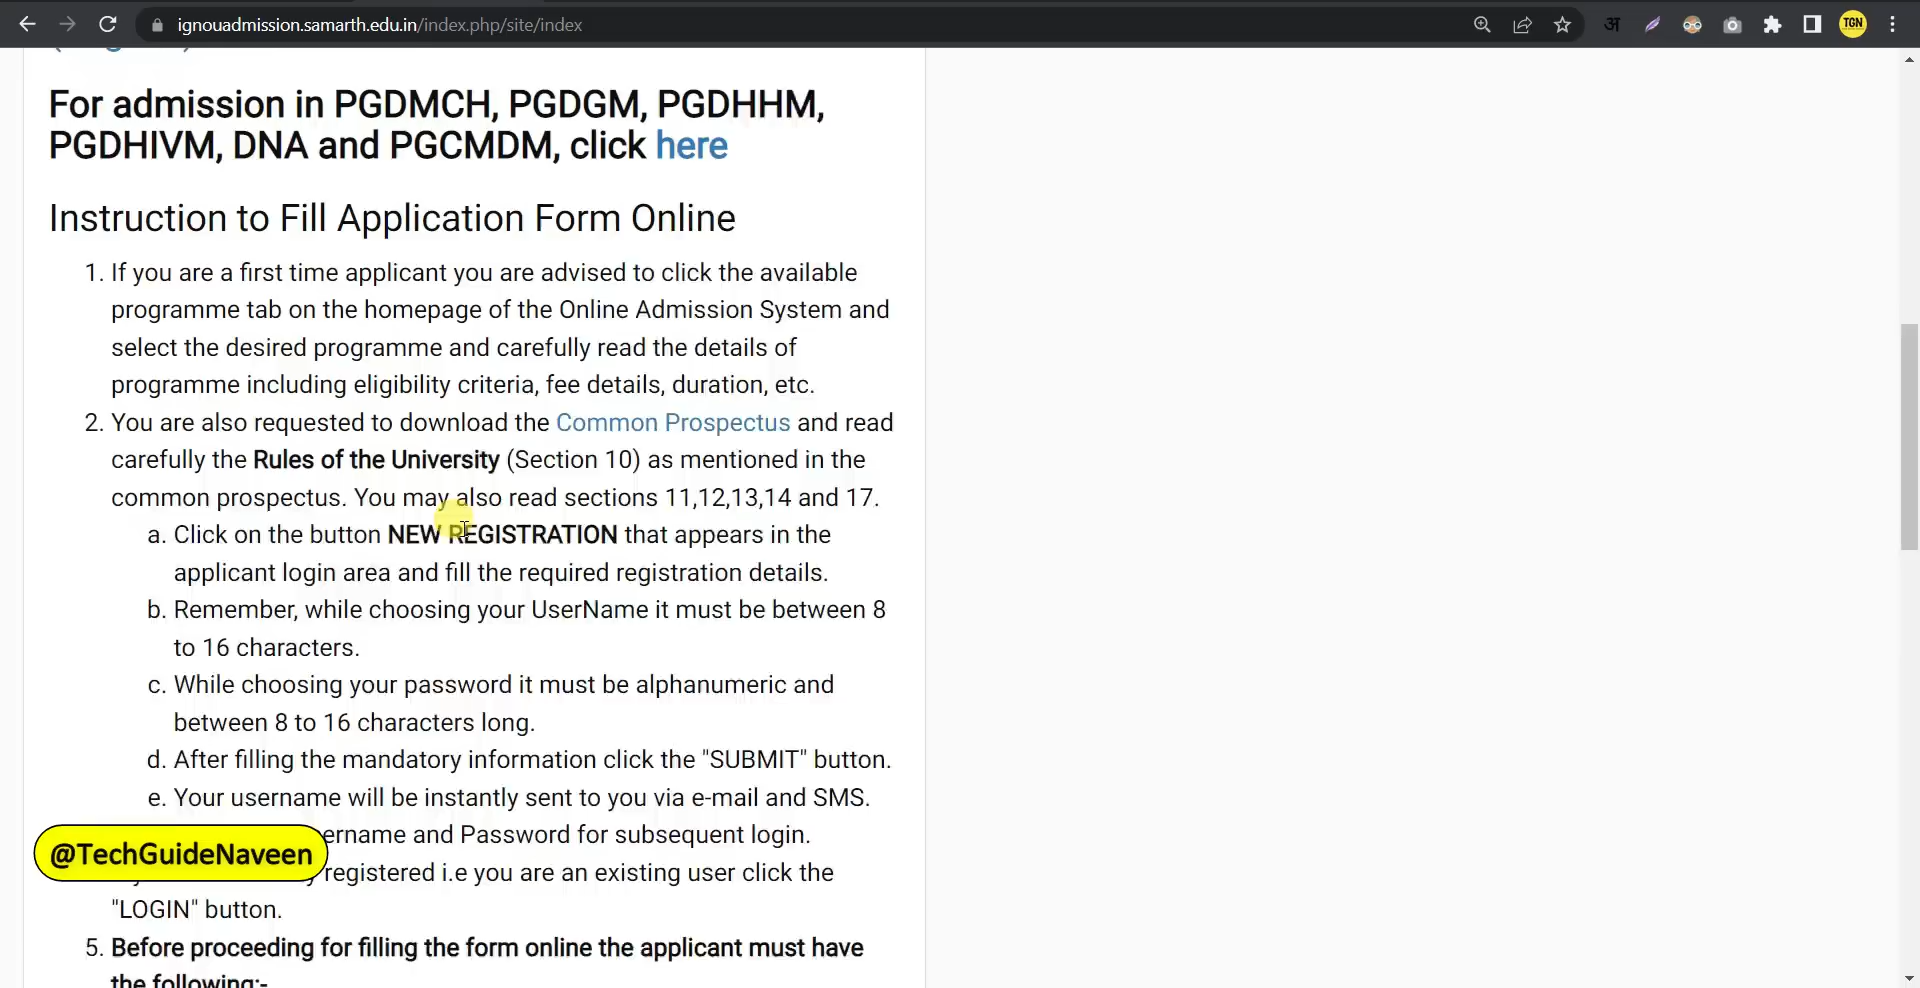 ignouadmission.samarth.edu.in/index.php/site/index
अ
TGN
For admission in PGDMCH, PGDGM, PGDHHM,
PGDHIVM, DNA and PGCMDM, click here
Instruction to Fill Application Form Online
1. If you are a first time applicant you are advised to click the available
programme tab on the homepage of the Online Admission System and
select the desired programme and carefully read the details of
programme including eligibility criteria, fee details, duration, etc.
2. You are also requested to download the Common Prospectus and read
carefully the Rules of the University (Section 10) as mentioned in the
common prospectus. You may also read sections 11,12,13,14 and 17.
a. Click on the button NEW REGISTRATION that appears in the
applicant login area and fill the required registration details.
b. Remember, while choosing your UserName it must be between 8
to 16 characters.
c. While choosing your password it must be alphanumeric and
between 8 to 16 characters long.
d. After filling the mandatory information click the "SUBMIT" button.
e. Your username will be instantly sent to you via e-mail and SMS.
ername and Password for subsequent login.
@TechGuideNaveen
registered i.e you are an existing user click the
"LOGIN" button.
5. Before proceeding for filling the form online the applicant must have
the following:-